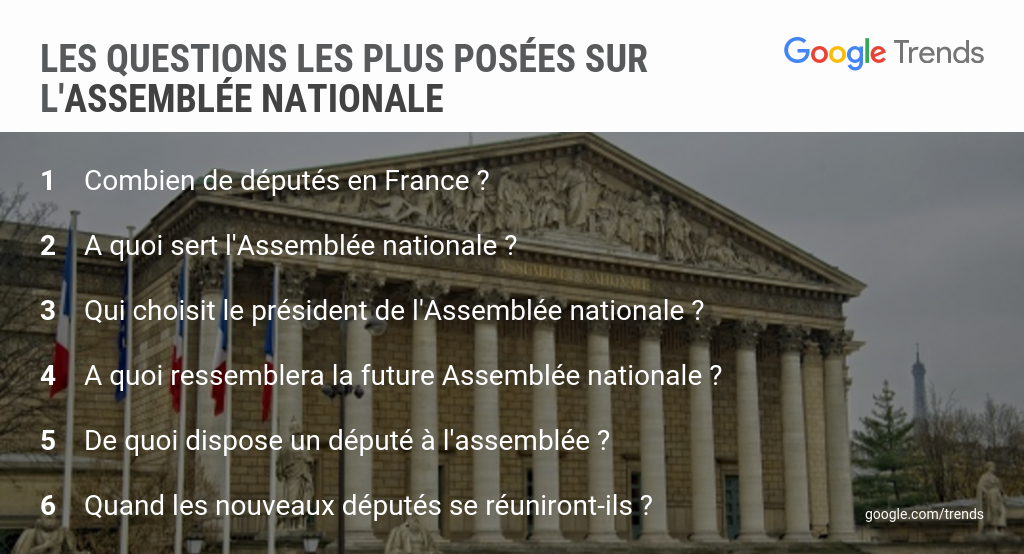 LES QUESTIONS LES PLUS POSÉES SUR
L'ASSEMBLÉE NATIONALE
Google Trends
1 Combien de députés en France ?
2 A quoi sert l'Assemblée nationale ?
ASSEMBLEE NATIONALE
3 Qui choisit le président de l'Assemblée nationale ?
4 A quoi ressemblera la future Assemblée nationale ?
5 De quoi dispose un député à l'assemblée ?
6 Quand les nouveaux députés se réuniront-ils ?
google.com/trends